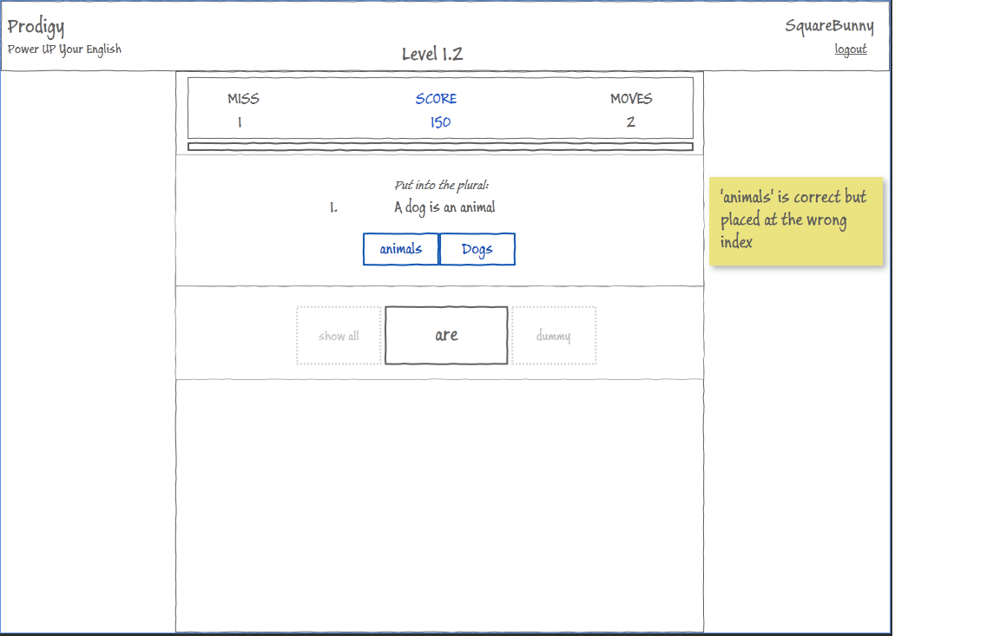 Prodigy
SquareBunny
Power UP Your English
logout
Level 1.2
MISS SCORE MOVES
1 150 2
Put into the plural:
1. A dog is an animal
animals Dogs
'animals' is correct but
placed at the wrong
index
show all are dummy